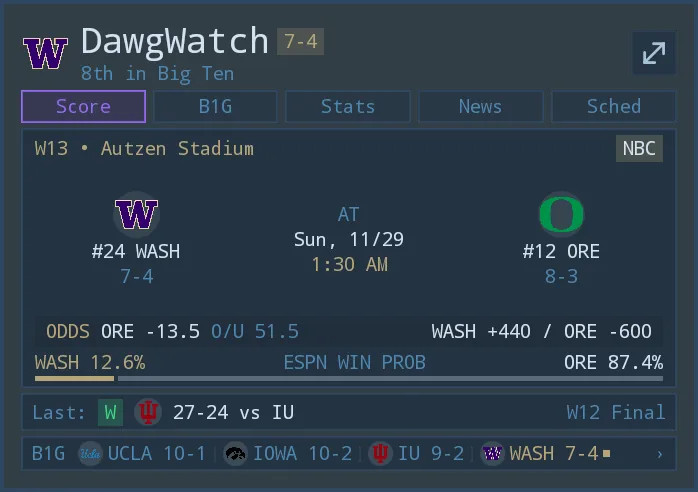 W DawgWatch 7-4
8th in Big Ten
Score B1G Stats News Sched
W13 • Autzen Stadium NBC
W AT O
Sun, 11/29
#24 WASH #12 ORE
7-4 1:30 AM 8-3
ODDS ORE -13.5 O/U 51.5 WASH +440 / ORE -600
WASH 12.6% ESPN WIN PROB ORE 87.4%
Last: W 27-24 vs IU W12 Final
B1G Ucla UCLA 10-1 IOWA 10-2 IU 9-2 W WASH 7-4 ›